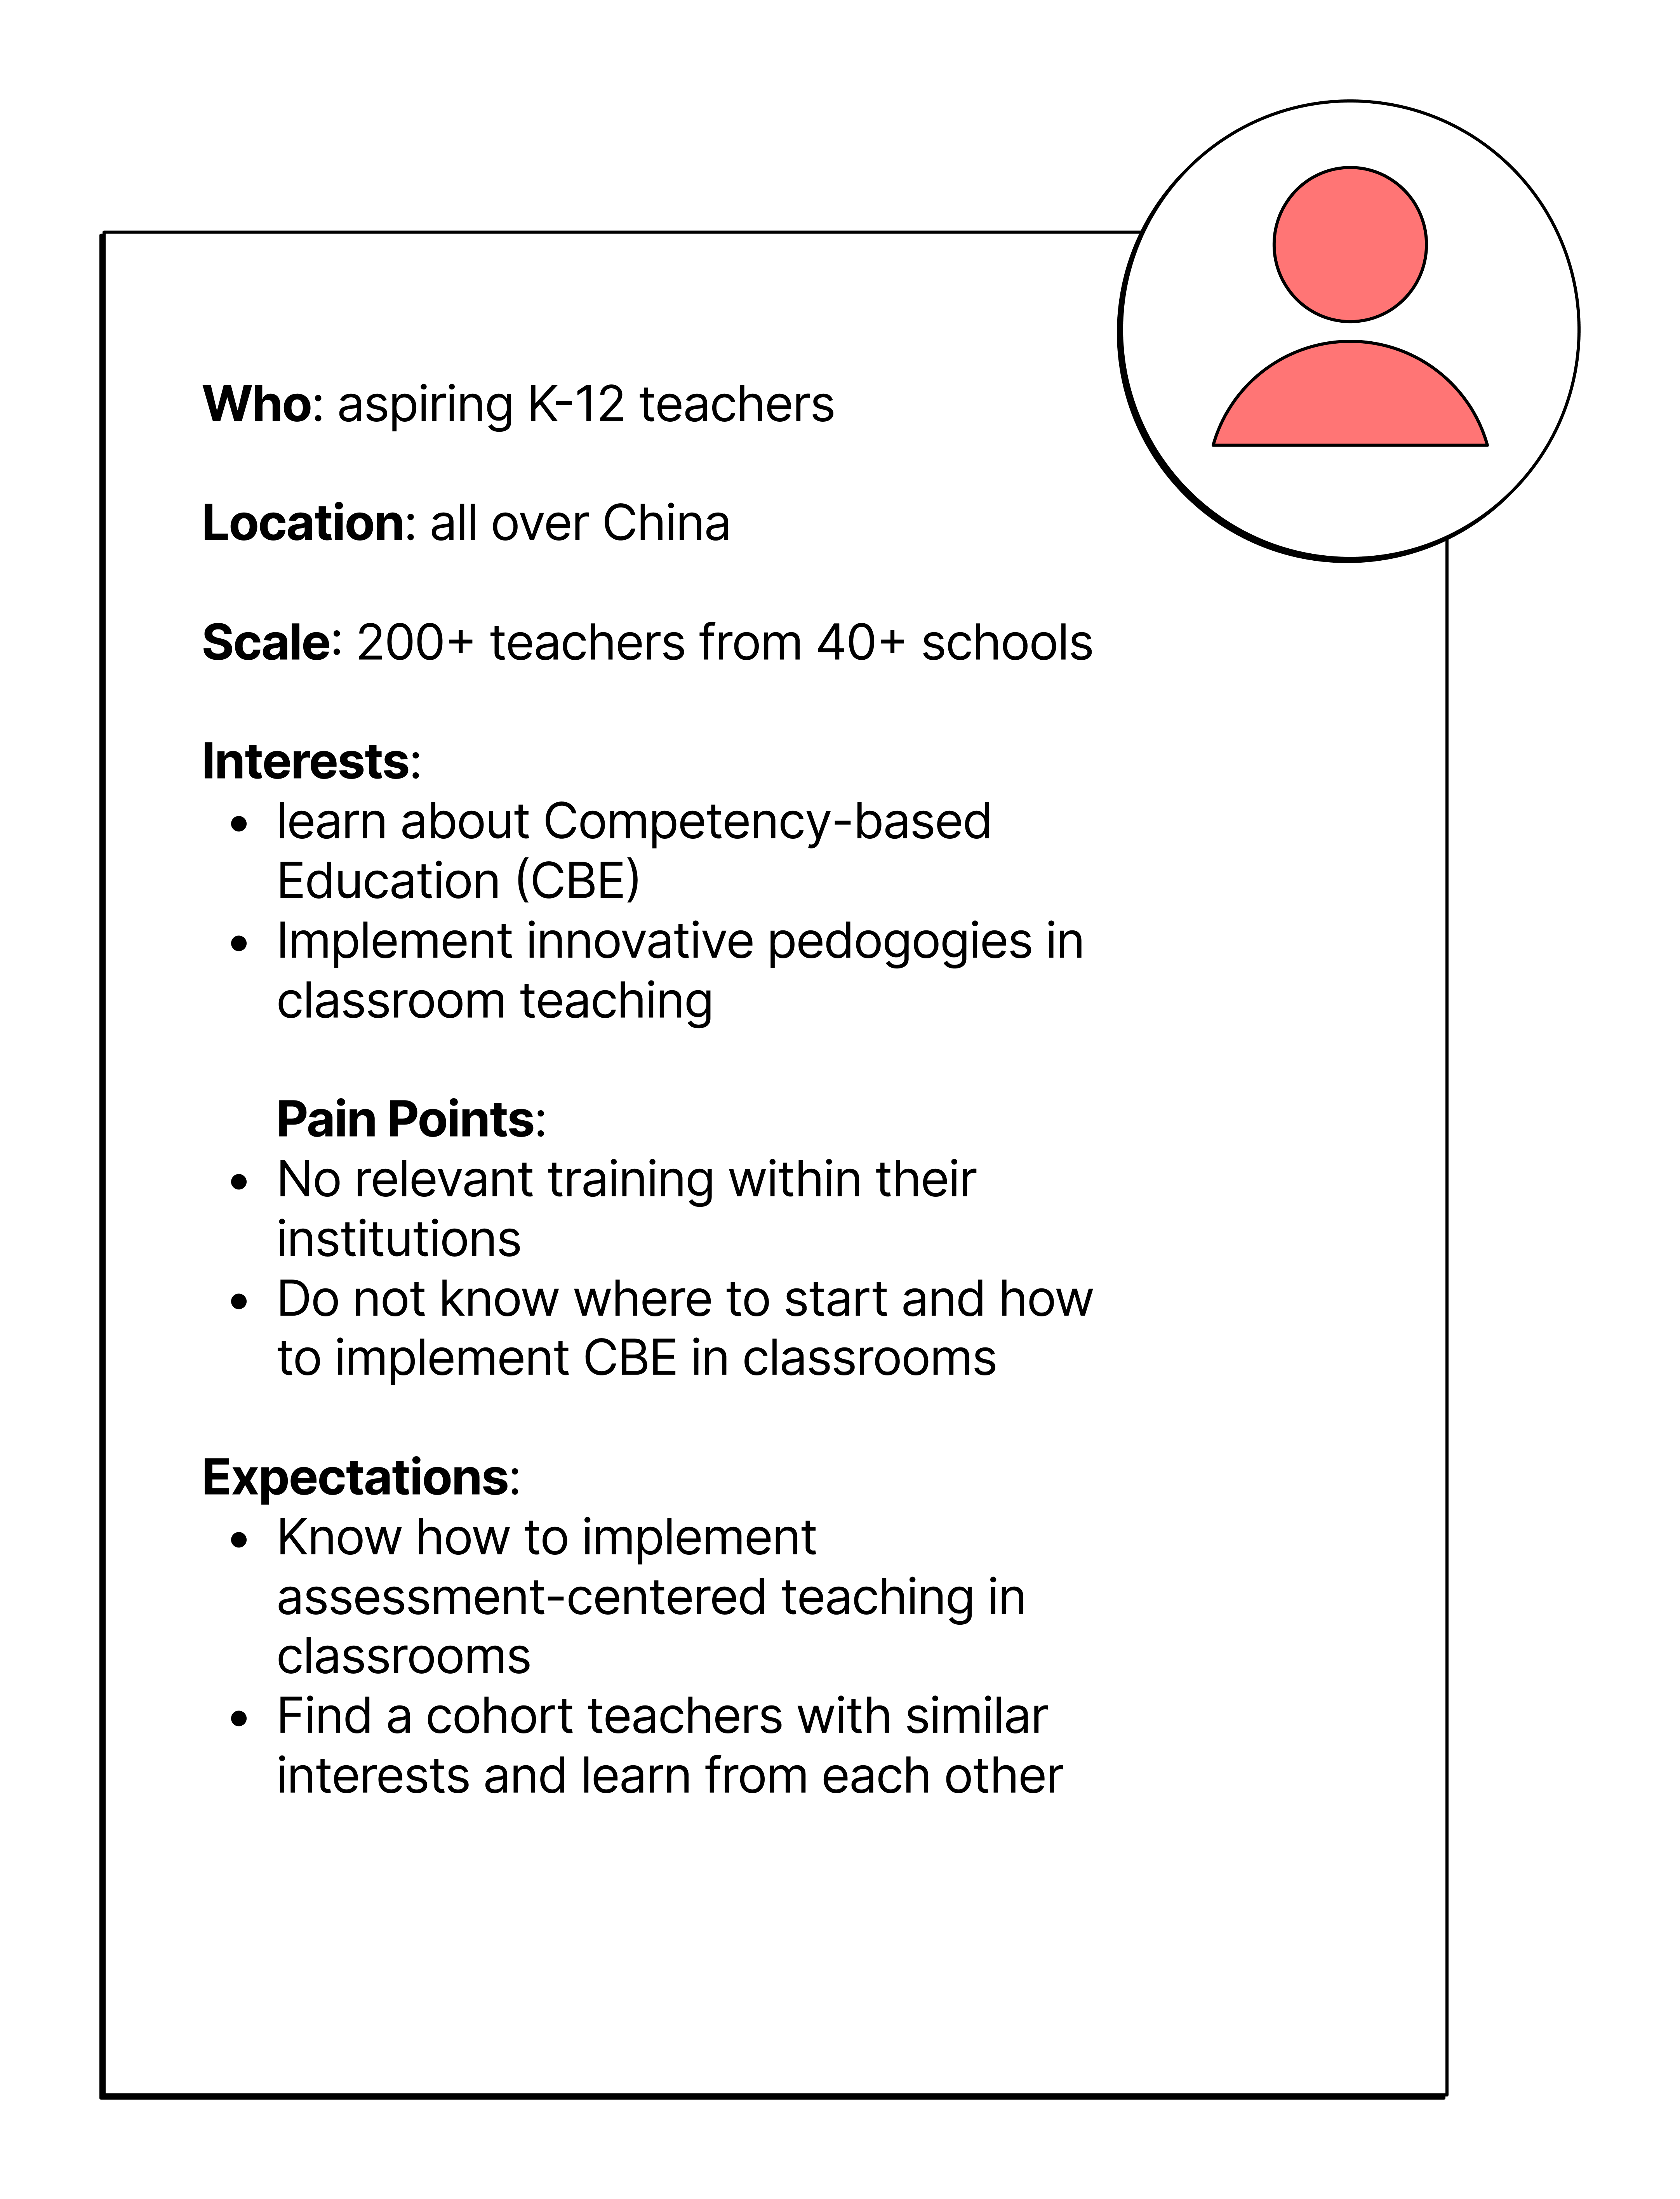 Who: aspiring K-12 teachers
Location: all over China
Scale: 200+ teachers from 40+ schools
Interests:
• learn about Competency-based
Education (CBE)
• Implement innovative pedogogies in
classroom teaching
Pain Points:
• No relevant training within their
institutions
• Do not know where to start and how
to implement CBE in classrooms
Expectations:
• Know how to implement
assessment-centered teaching in
classrooms
• Find a cohort teachers with similar
interests and learn from each other